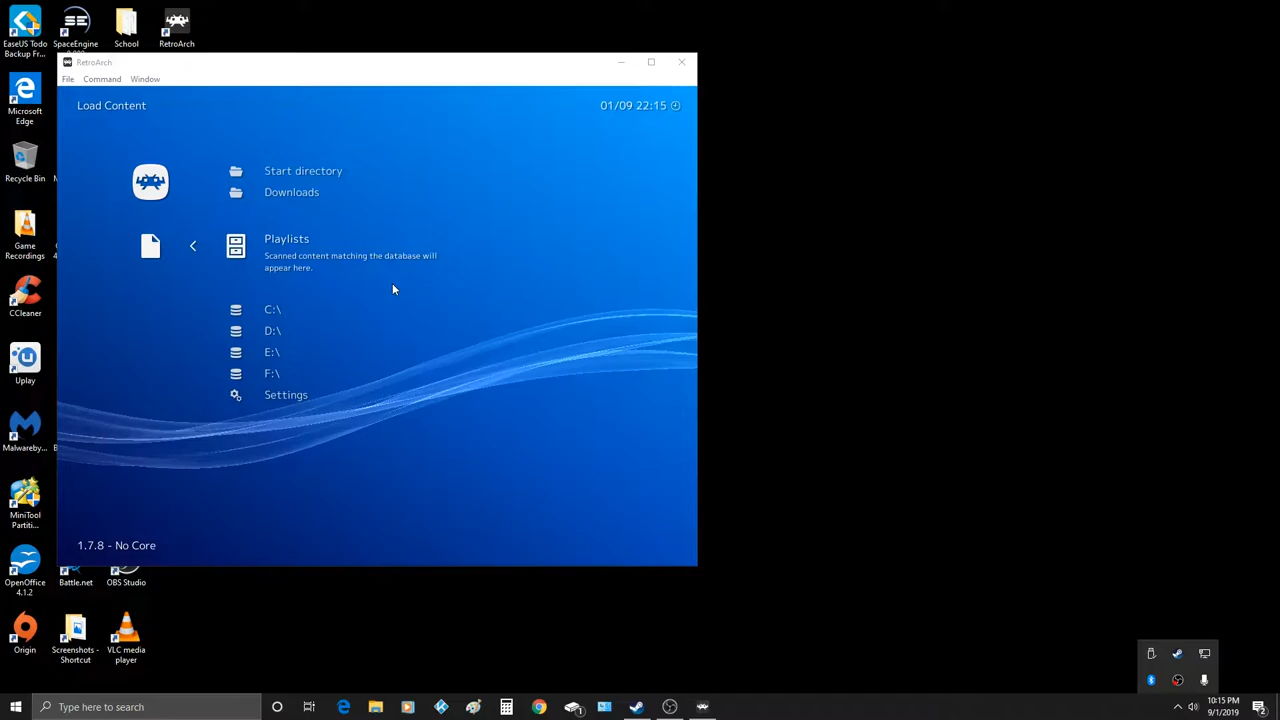 EaseUS Todo
Backup Fr...
SpaceEngine
School
RetroArch
Microsoft
Edge
Recycle Bin
Game
Recordings
CCleaner
Uplay
Malwareby...
MiniTool
Partiti...
OpenOffice
4.1.2
Battle.net
OBS Studio
Origin
Screenshots -
Shortcut
VLC media
player
RetroArch
File Command Window
Load Content
01/09 22:15
Start directory
Downloads
Playlists
Scanned content matching the database will
appear here.
C:\
D:\
E:\
F:\
Settings
1.7.8 - No Core
Type here to search
10:15 PM
9/1/2019